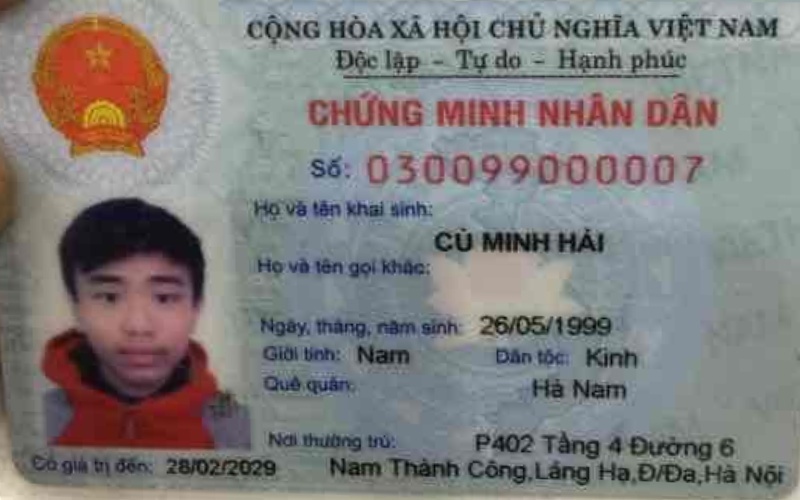 CỘNG HÒA XÃ HỘI CHỦ NGHĨA VIỆT NAM
Độc lập - Tự do - Hạnh phúc
CHỨNG MINH NHÂN DÂN
Số: 030099000007
Họ và tên khai sinh:
CÙ MINH HẢI
Họ và tên gọi khác:
Ngày, tháng, năm sinh: 26/05/1999
Giới tính: Nam Dân tộc: Kinh
Quê quán: Hà Nam
Nơi thường trú: P402 Tầng 4 Đường 6
Có giá trị đến: 28/02/2029 Nam Thành Công,Láng Hạ,Đ/Đa,Hà Nội